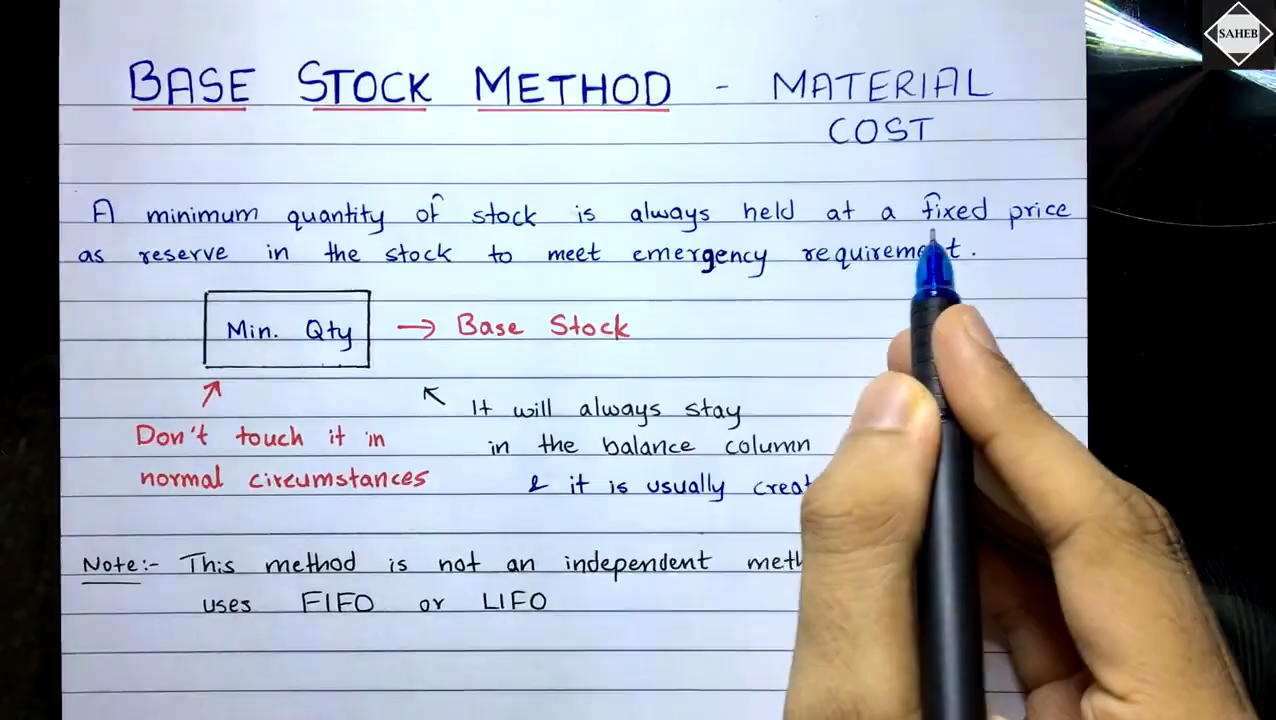 SAHEB
BASE STOCK METHOD - MATERIAL
COST
A minimum quantity of stock is always held at a fixed price
as reserve in the stock to meet emergency requirement.
Min. Qty → Base Stock
It will always stay
Don't touch it in
in the balance column
normal circumstances
& it is usually
Note:- This method is not an independent
uses FIFO or LIFO